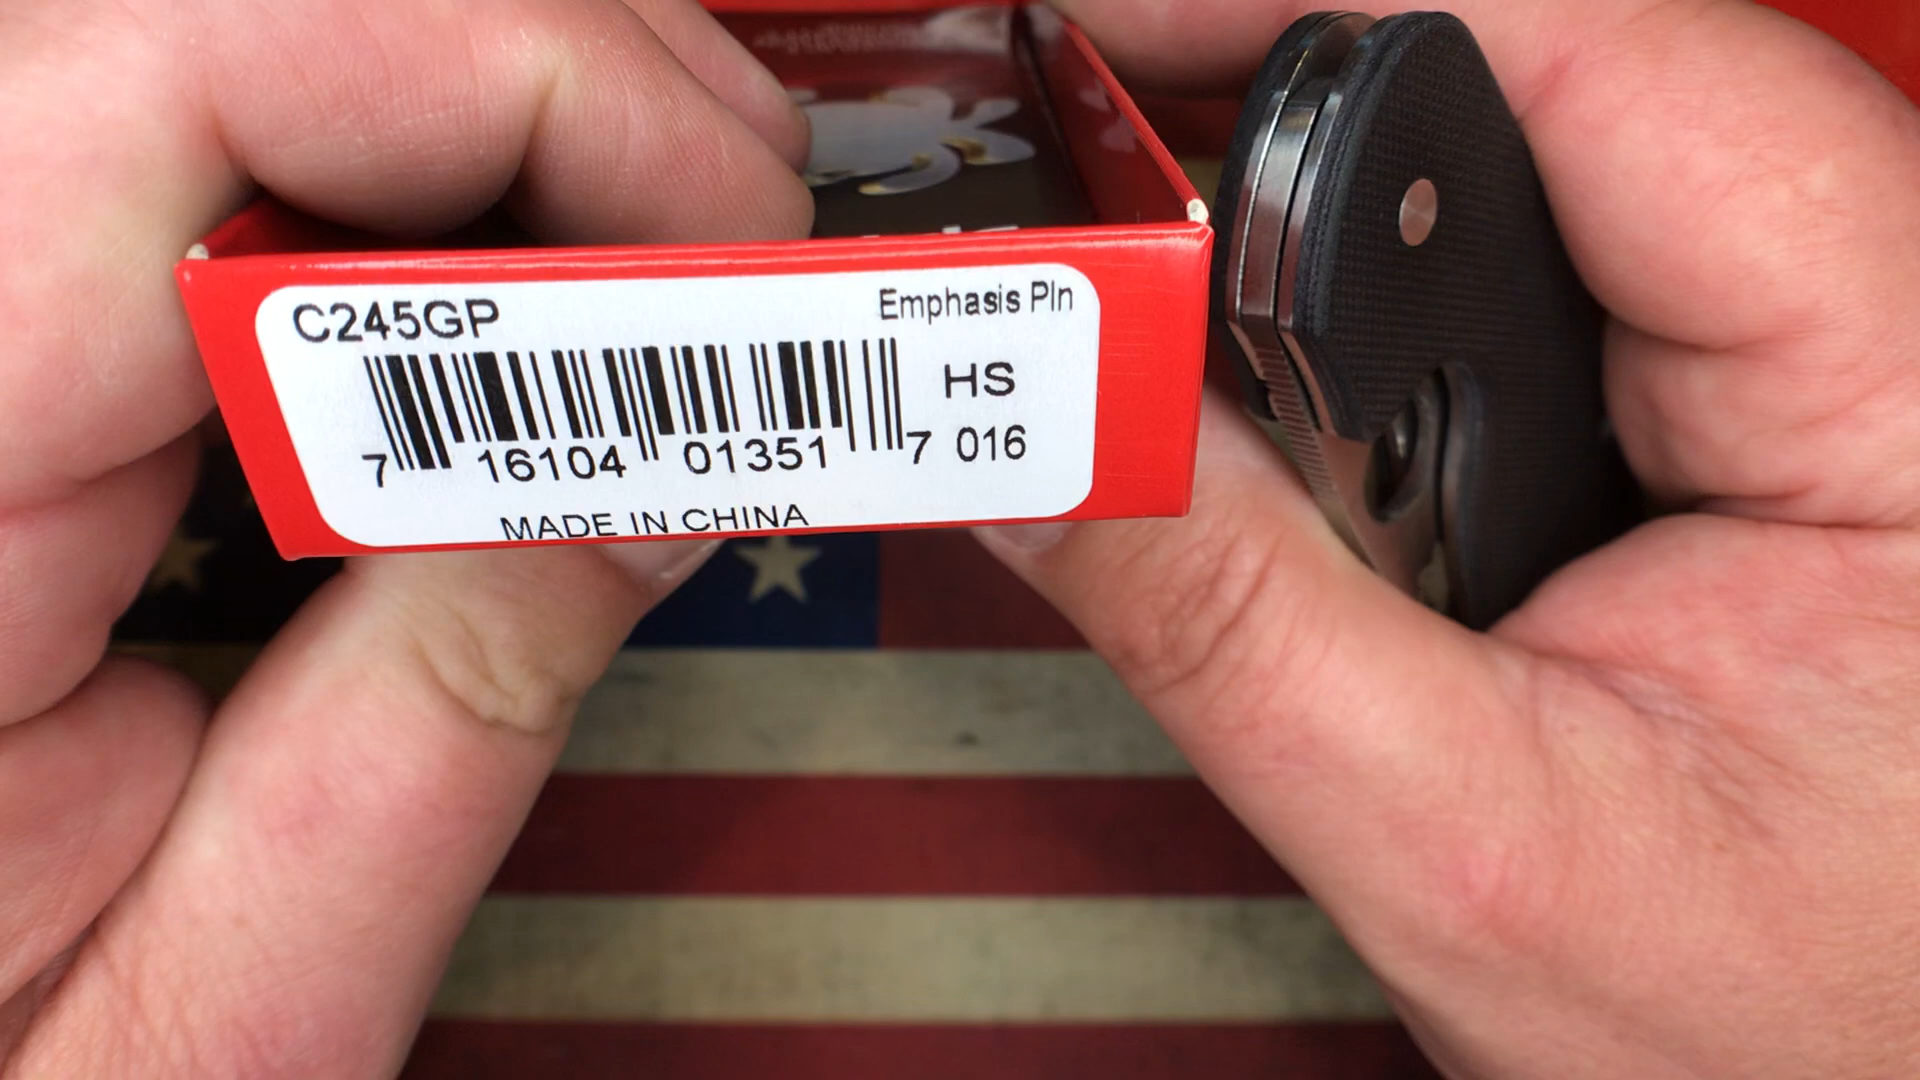 C245GP
Emphasis Pln
HS
7 16104 01351 7 016
MADE IN CHINA